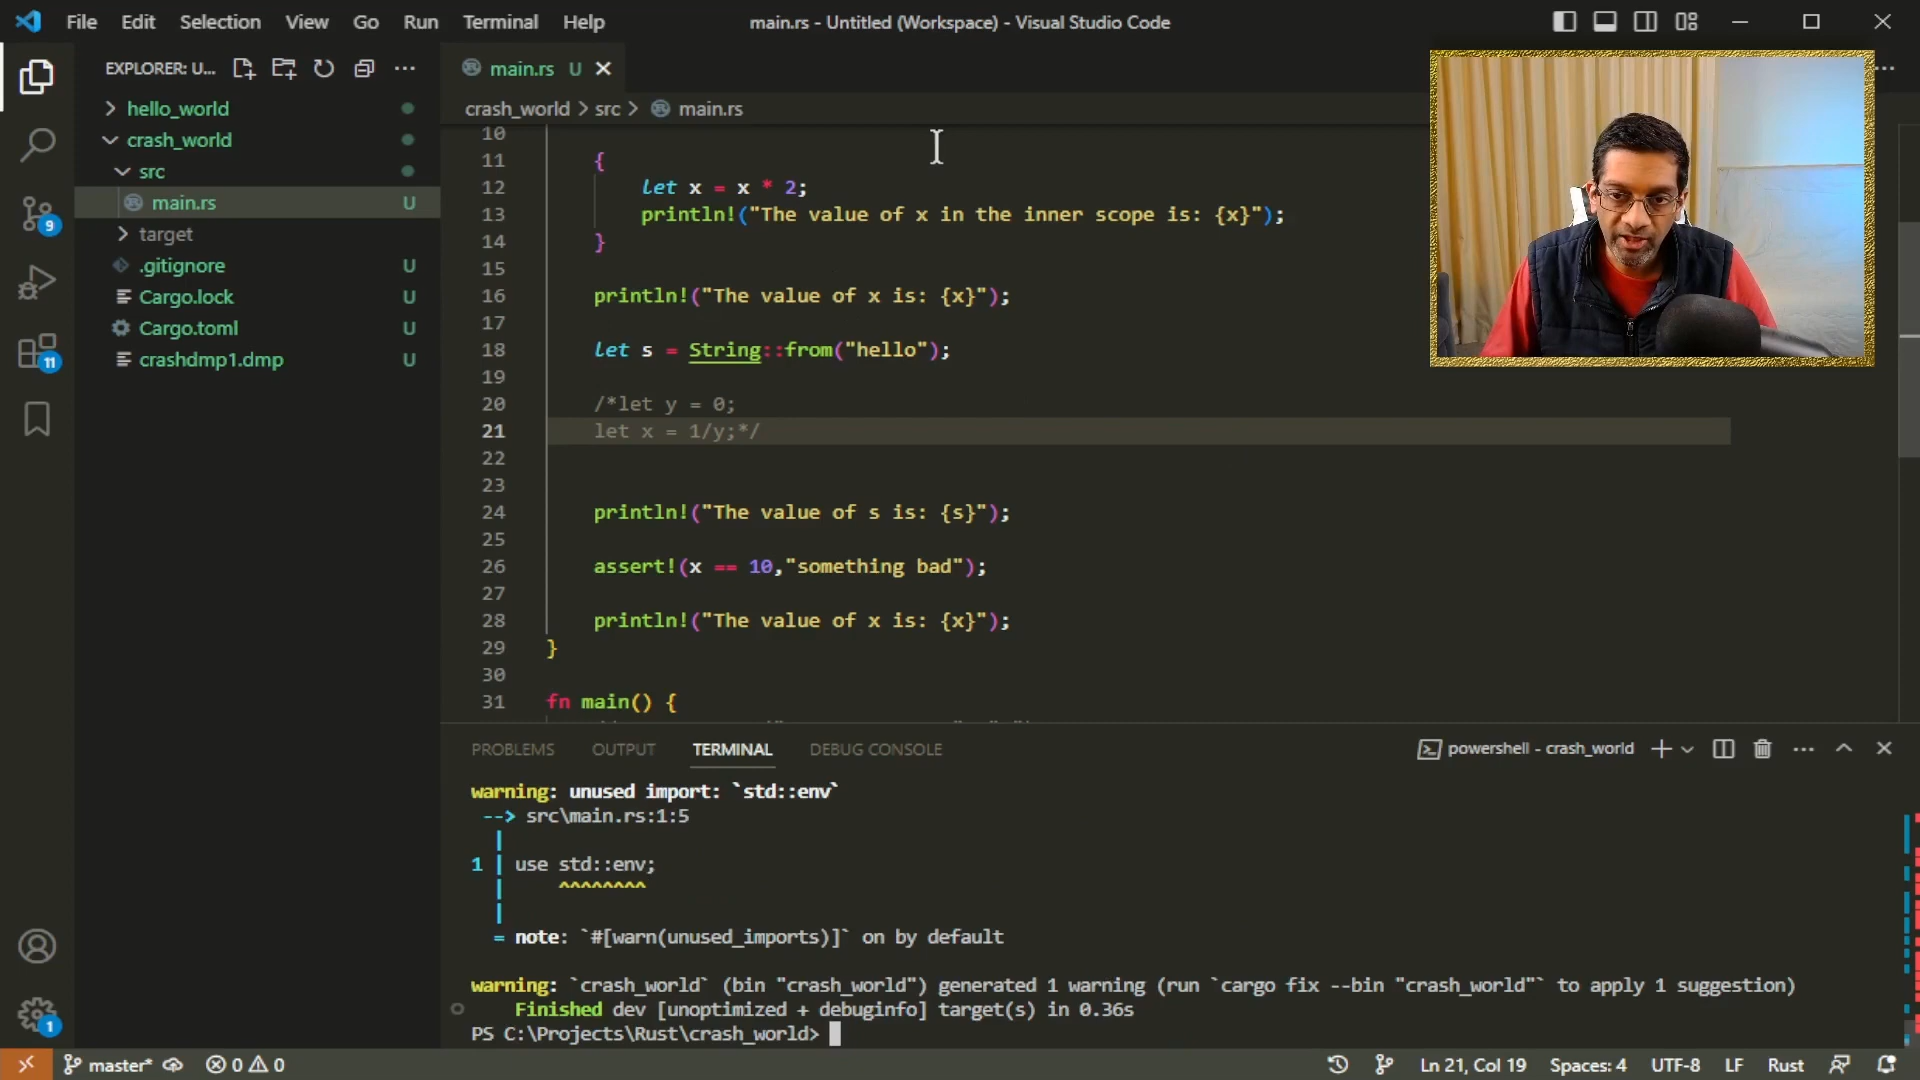 File Edit Selection View Go Run Terminal Help
main.rs - Untitled (Workspace) - Visual Studio Code
EXPLORER: U...
hello_world
crash_world
src
main.rs U
target
.gitignore U
Cargo.lock U
Cargo.toml U
crashdmp1.dmp U
9
11
1
main.rs U
crash_world > src > main.rs
10
11 {
12 let x = x * 2;
13 println!("The value of x in the inner scope is: {x}");
14 }
15
16 println!("The value of x is: {x}");
17
18 let s = String::from("hello");
19
20 /*let y = 0;
21 let x = 1/y;*/
22
23
24 println!("The value of s is: {s}");
25
26 assert!(x == 10,"something bad");
27
28 println!("The value of x is: {x}");
29 }
30
31 fn main() {
PROBLEMS OUTPUT TERMINAL DEBUG CONSOLE
powershell - crash_world
warning: unused import: `std::env`
--> src\main.rs:1:5
|
1 | use std::env;
| ^^^^^^^^
|
= note: `#[warn(unused_imports)]` on by default
warning: `crash_world` (bin "crash_world") generated 1 warning (run `cargo fix --bin "crash_world"` to apply 1 suggestion)
Finished dev [unoptimized + debuginfo] target(s) in 0.36s
PS C:\Projects\Rust\crash_world>
master* 0 0
Ln 21, Col 19 Spaces: 4 UTF-8 LF Rust